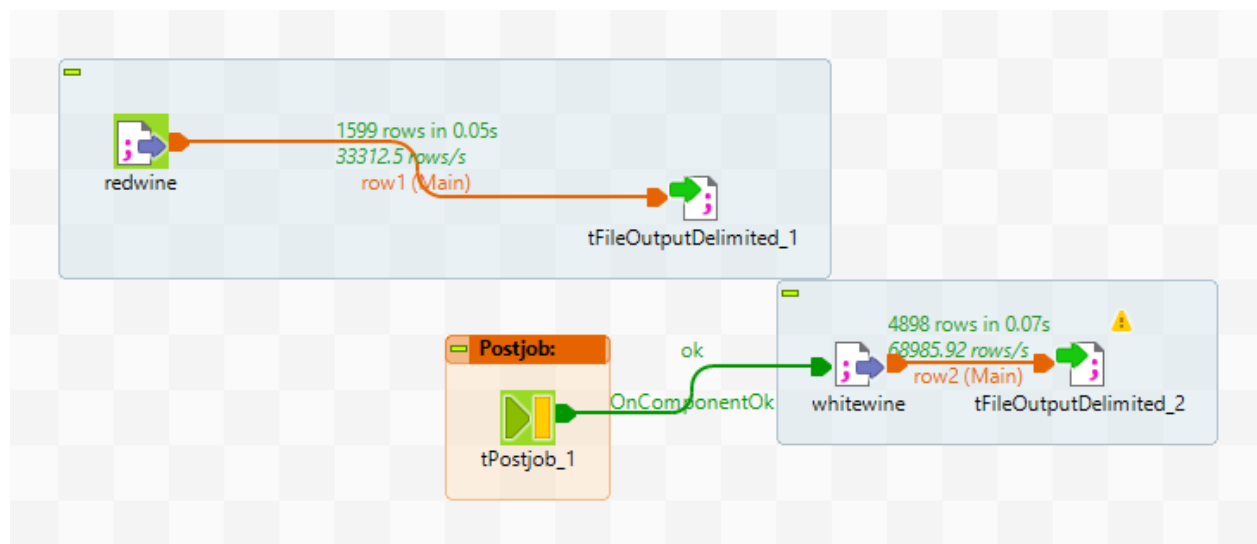 1599 rows in 0.05s
33312.5 rows/s
row1 (Main)
redwine
tFileOutputDelimited_1
4898 rows in 0.07s
68985.92 rows/s
row2 (Main)
Postjob:
ok
OnComponentOk
whitewine
tFileOutputDelimited_2
tPostjob_1